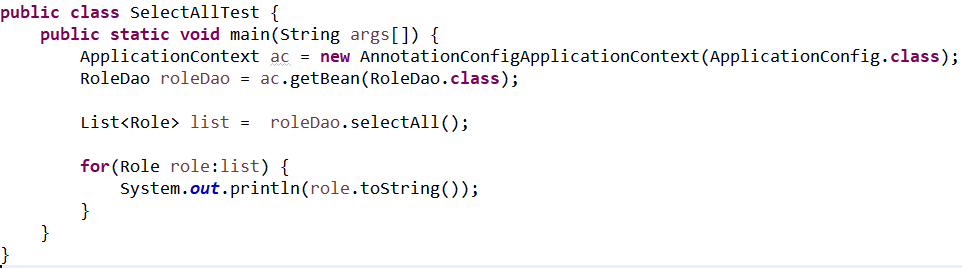 public class SelectAllTest {
    public static void main(String args[]) {
        ApplicationContext ac = new AnnotationConfigApplicationContext(ApplicationConfig.class);
        RoleDao roleDao = ac.getBean(RoleDao.class);

        List<Role> list =  roleDao.selectAll();

        for(Role role:list) {
            System.out.println(role.toString());
        }
    }
}